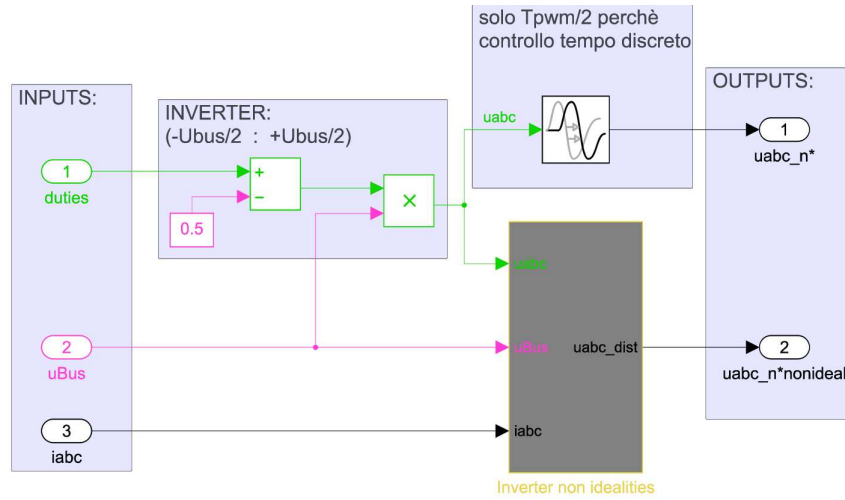 solo Tpwm/2 perchè
controllo tempo discreto
INPUTS:
INVERTER:
(-Ubus/2 : +Ubus/2)
OUTPUTS:
uabc
1
uabc_n*
1
duties
+
−
0.5
×
uabc
2
uBus
uBus
uabc_dist
2
uabc_n*nonideal
3
iabc
iabc
Inverter non idealities